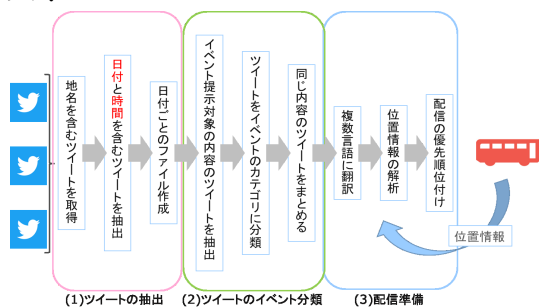 地名を含むツイートを取得
日付と時間を含むツイートを抽出
日付ごとのファイル作成
イベント提示対象の内容のツイートを抽出
ツイートをイベントのカテゴリに分類
同じ内容のツイートをまとめる
複数言語に翻訳
位置情報の解析
配信の優先順位付け
位置情報
(1)ツイートの抽出
(2)ツイートのイベント分類
(3)配信準備